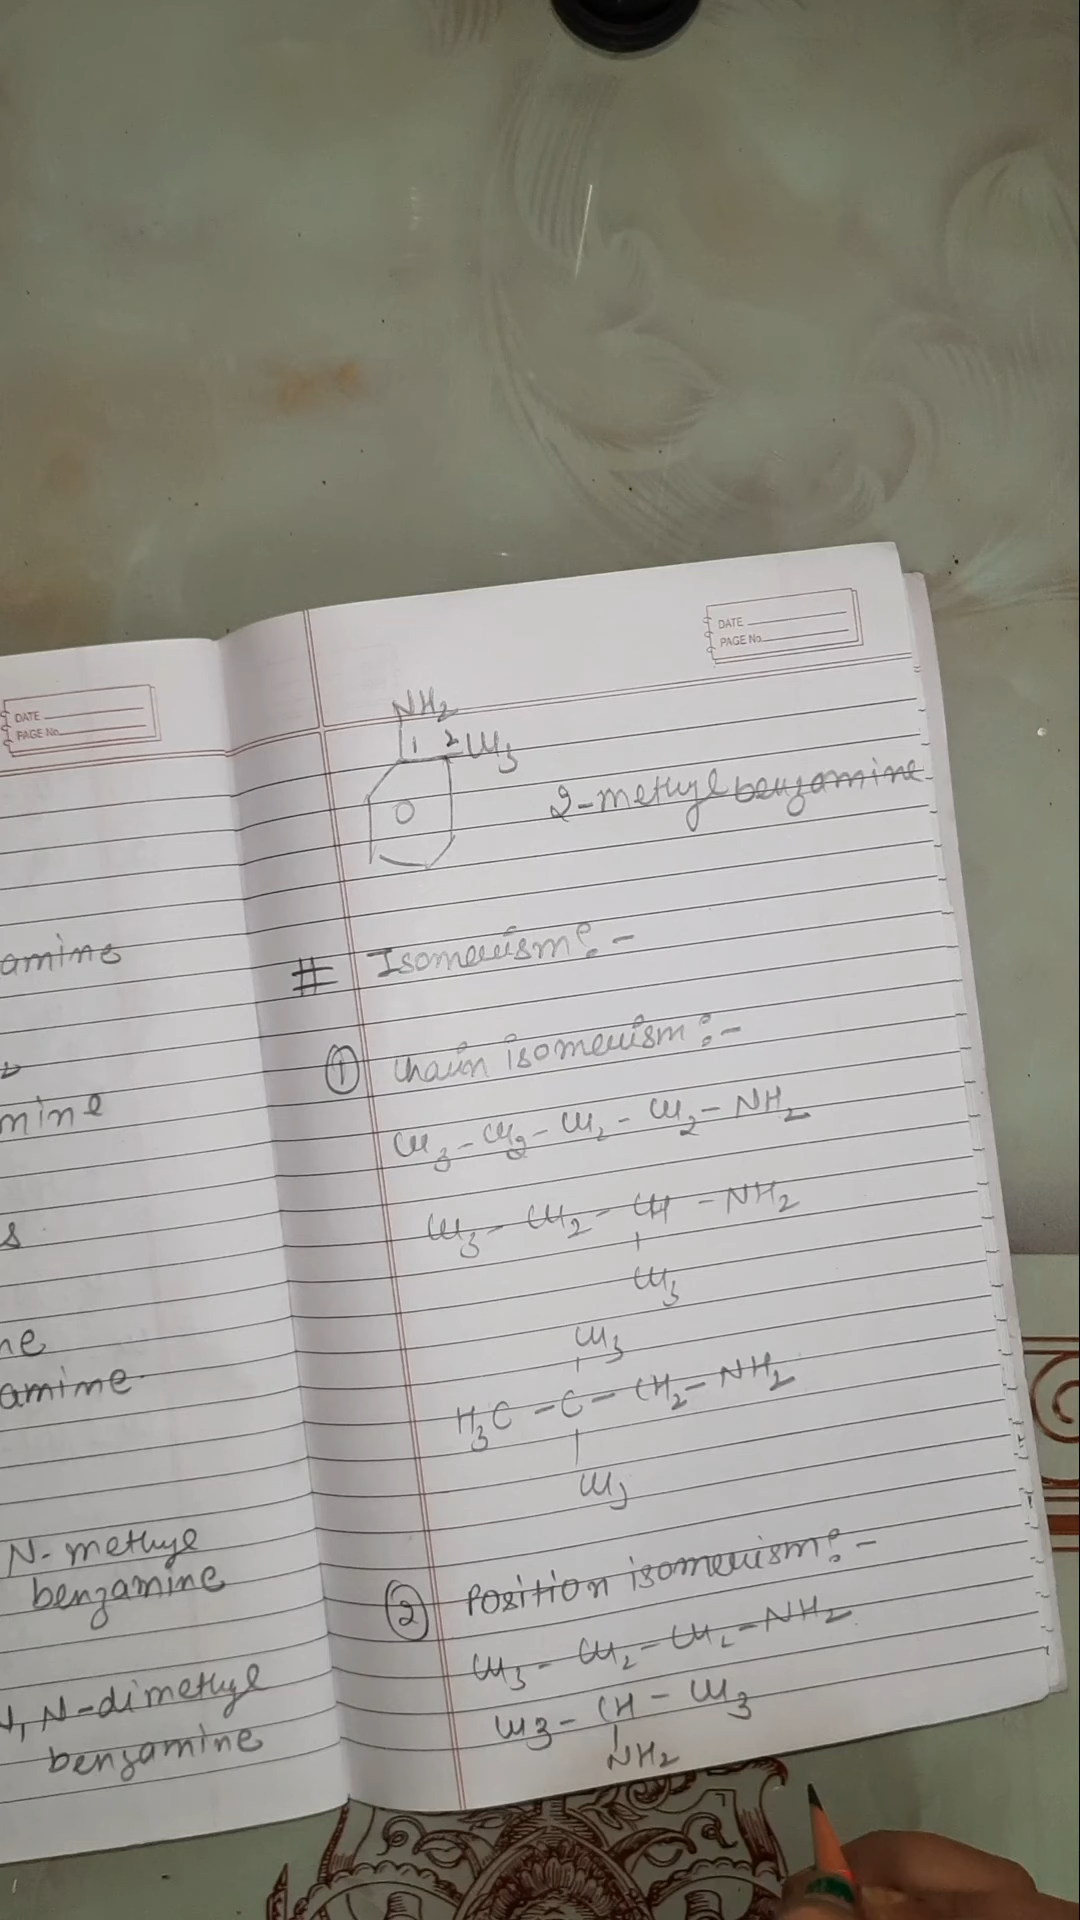 DATE
PAGE No.
amine
mine
s
ne
amine
N-methyl
benzamine
N, N-dimethyl
benzamine
DATE
PAGE No.
NH2
1 2 CH3
2-methyl benzamine
# Isomerism:-
① Chain isomerism:-
CH3-CH2-CH2-CH2-NH2
CH3-CH2-CH-NH2
CH3
CH3
H3C-C-CH2-NH2
CH3
② Position isomerism:-
CH3-CH2-CH2-NH2
CH3-CH-CH3
NH2